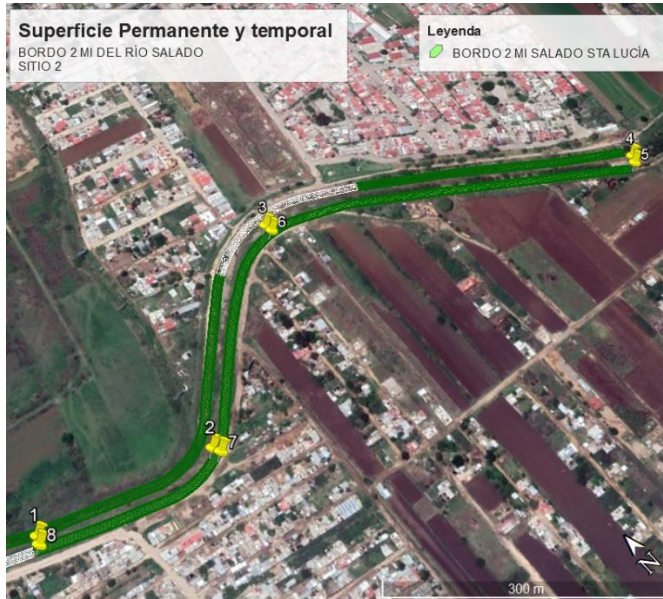 Superficie Permanente y temporal
BORDO 2 MI DEL RÍO SALADO
SITIO 2
Leyenda
BORDO 2 MI SALADO STA LUCÍA
4
5
3
6
2
7
1
8
N
300 m